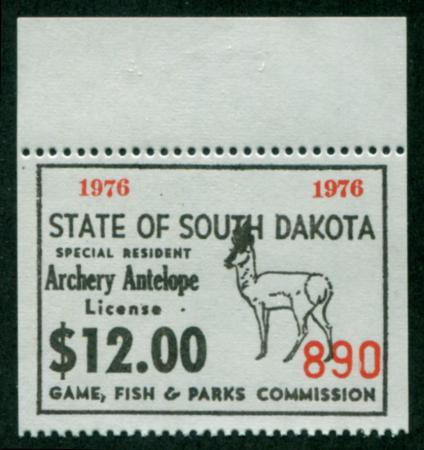 1976 1976
STATE OF SOUTH DAKOTA
SPECIAL RESIDENT
Archery Antelope
License
$12.00
890
GAME, FISH & PARKS COMMISSION